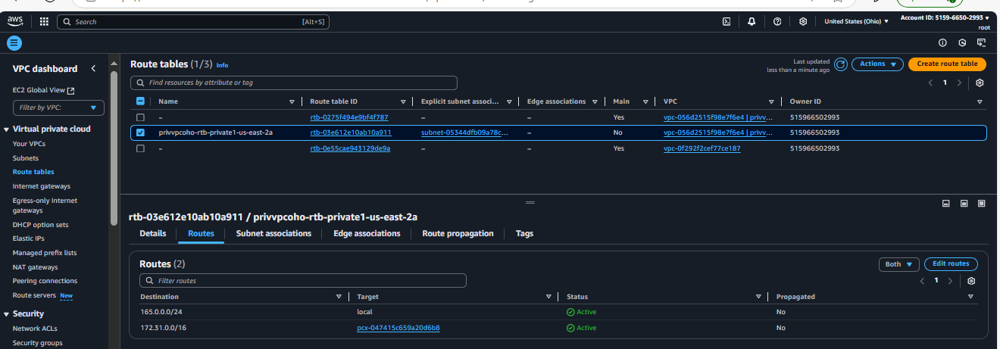 aws Search [Alt+S] United States (Ohio) Account ID: 5159-6650-2993
root
VPC dashboard
EC2 Global View
Filter by VPC:
Virtual private cloud
Your VPCs
Subnets
Route tables
Internet gateways
Egress-only Internet
gateways
DHCP option sets
Elastic IPs
Managed prefix lists
NAT gateways
Peering connections
Route servers New
Security
Network ACLs
Security groups
Route tables (1/3) Info
Last updated
less than a minute ago
Actions
Create route table
Find resources by attribute or tag
1
Name Route table ID Explicit subnet associ... Edge associations Main VPC Owner ID
– rtb-0275f494e9bf4f787 – – Yes vpc-056d2515f98e7f6e4 | privv... 515966502993
privvpcoho-rtb-private1-us-east-2a rtb-03e612e10ab10a911 subnet-05344dfb09a78c... – No vpc-056d2515f98e7f6e4 | privv... 515966502993
– rtb-0e55cae943129de9a – – Yes vpc-0f292f2cef77ce187 515966502993
rtb-03e612e10ab10a911 / privvpcoho-rtb-private1-us-east-2a
Details Routes Subnet associations Edge associations Route propagation Tags
Routes (2)
Both
Edit routes
Filter routes
1
Destination Target Status Propagated
165.0.0.0/24 local Active No
172.31.0.0/16 pcx-047415c659a20d6b8 Active No